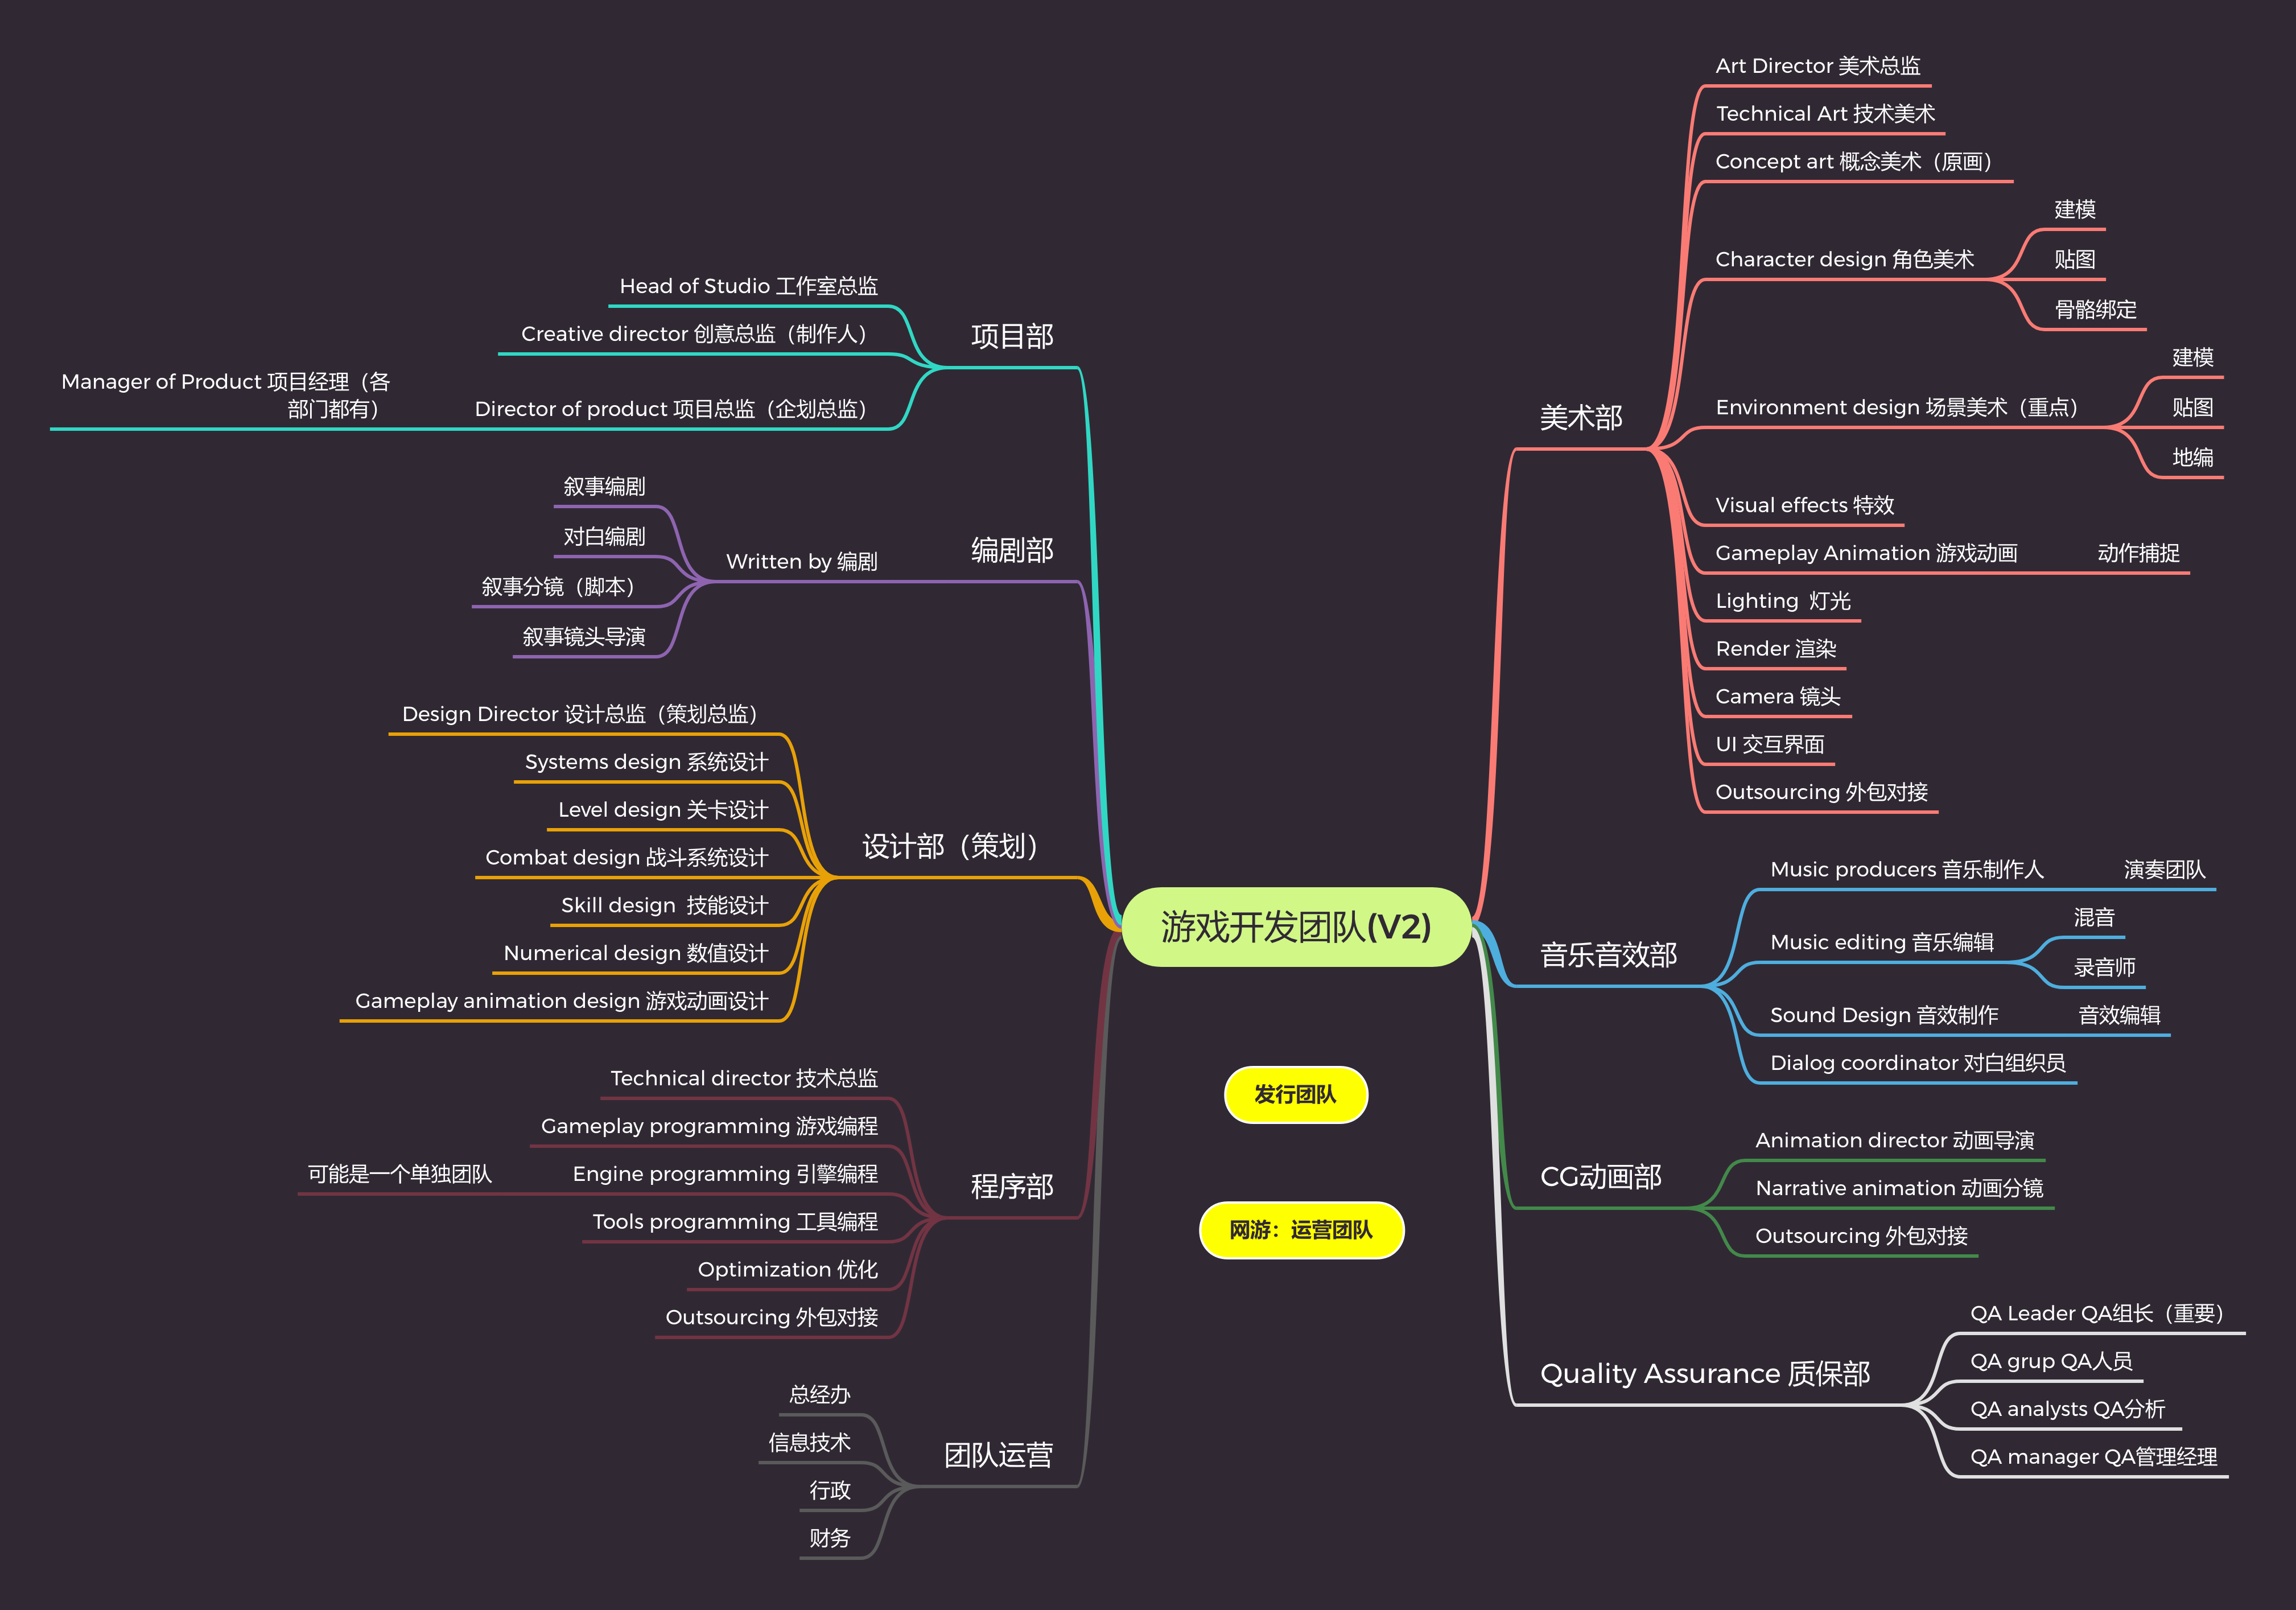 游戏开发团队(V2)
美术部
Art Director 美术总监
Technical Art 技术美术
Concept art 概念美术（原画）
Character design 角色美术
建模
贴图
骨骼绑定
Environment design 场景美术（重点）
建模
贴图
地编
Visual effects 特效
Gameplay Animation 游戏动画
动作捕捉
Lighting 灯光
Render 渲染
Camera 镜头
UI 交互界面
Outsourcing 外包对接
音乐音效部
Music producers 音乐制作人
演奏团队
Music editing 音乐编辑
混音
录音师
Sound Design 音效制作
音效编辑
Dialog coordinator 对白组织员
CG动画部
Animation director 动画导演
Narrative animation 动画分镜
Outsourcing 外包对接
Quality Assurance 质保部
QA Leader QA组长（重要）
QA grup QA人员
QA analysts QA分析
QA manager QA管理经理
项目部
Head of Studio 工作室总监
Creative director 创意总监（制作人）
Director of product 项目总监（企划总监）
Manager of Product 项目经理（各
部门都有）
编剧部
Written by 编剧
叙事编剧
对白编剧
叙事分镜（脚本）
叙事镜头导演
设计部（策划）
Design Director 设计总监（策划总监）
Systems design 系统设计
Level design 关卡设计
Combat design 战斗系统设计
Skill design 技能设计
Numerical design 数值设计
Gameplay animation design 游戏动画设计
程序部
Technical director 技术总监
Gameplay programming 游戏编程
Engine programming 引擎编程
可能是一个单独团队
Tools programming 工具编程
Optimization 优化
Outsourcing 外包对接
团队运营
总经办
信息技术
行政
财务
发行团队
网游：运营团队